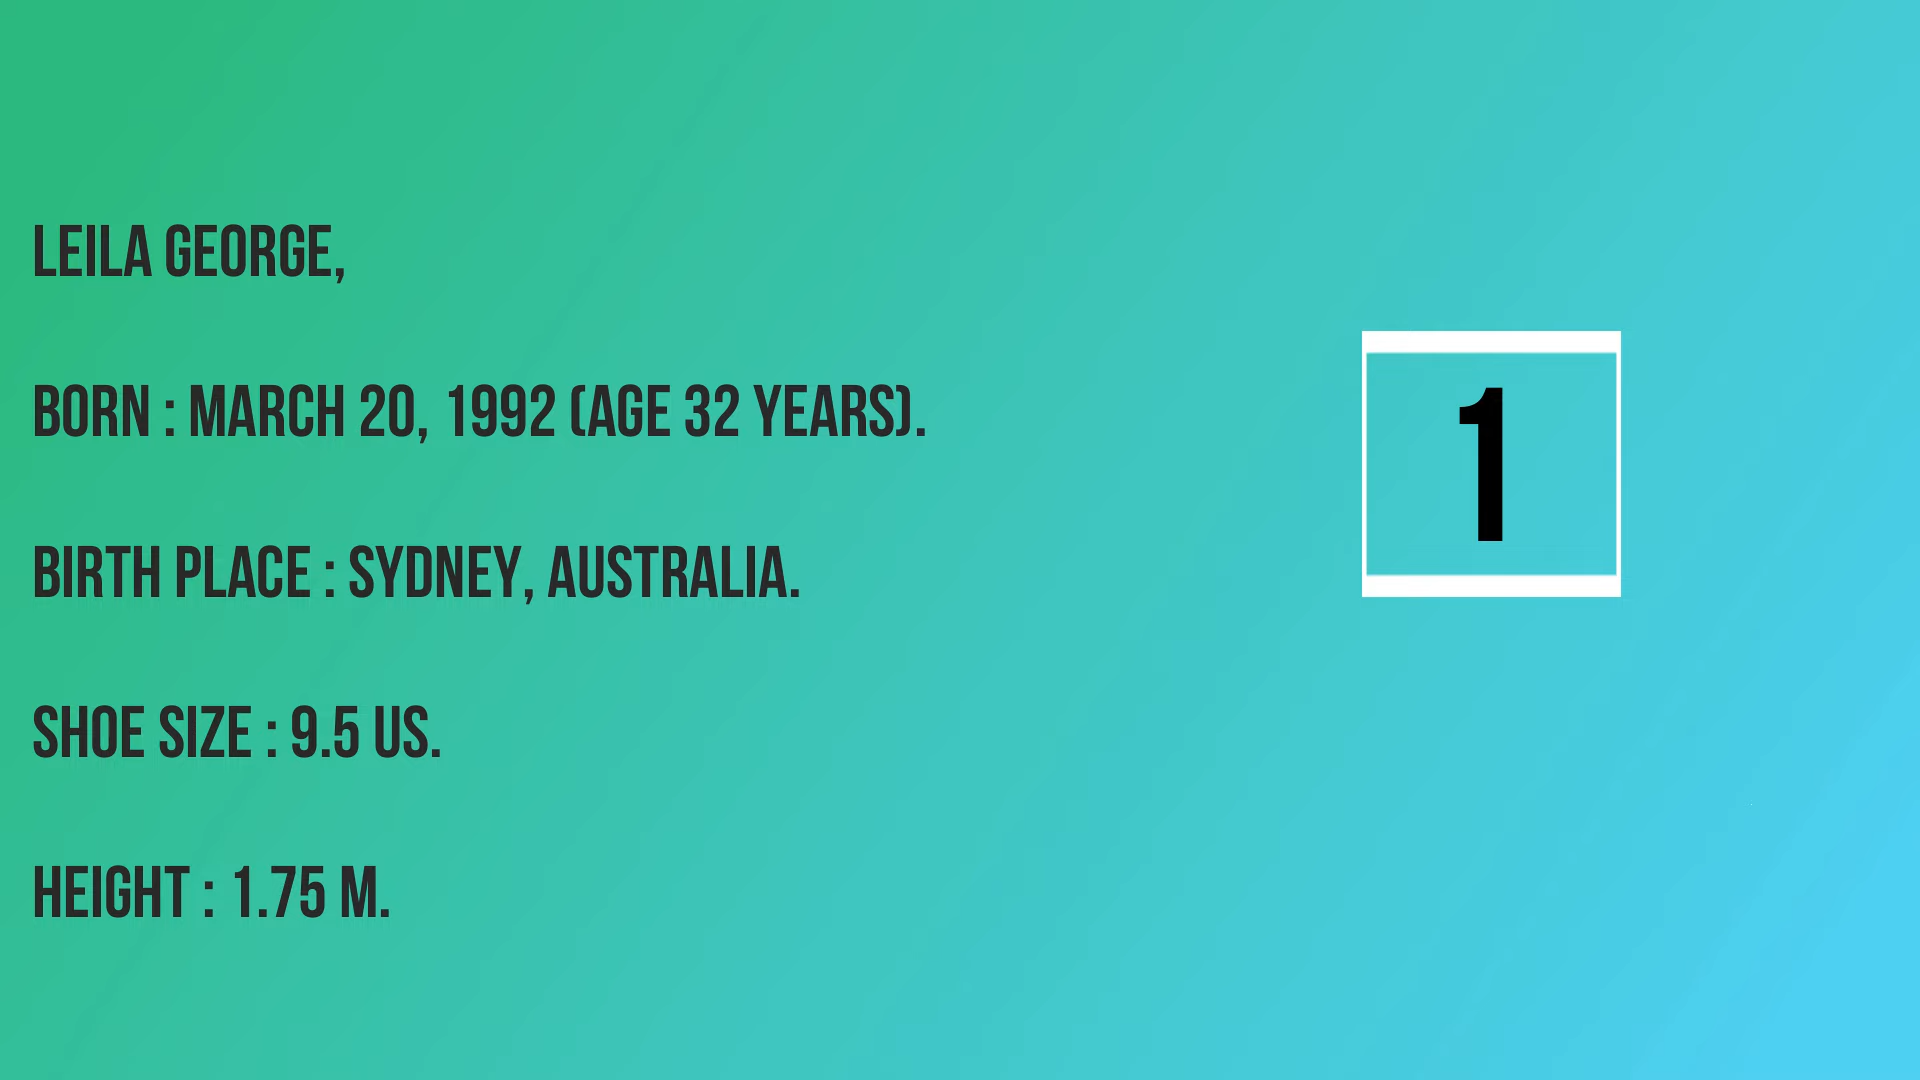 LEILA GEORGE,
BORN : MARCH 20, 1992 (AGE 32 YEARS).
1
BIRTH PLACE : SYDNEY, AUSTRALIA.
SHOE SIZE : 9.5 US.
HEIGHT : 1.75 M.